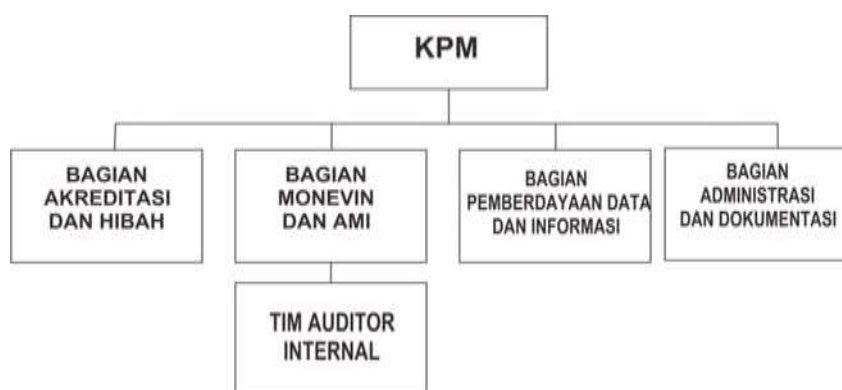 KPM
BAGIAN
AKREDITASI
DAN HIBAH
BAGIAN
MONEVIN
DAN AMI
BAGIAN
PEMBERDAYAAN DATA
DAN INFORMASI
BAGIAN
ADMINISTRASI
DAN DOKUMENTASI
TIM AUDITOR
INTERNAL